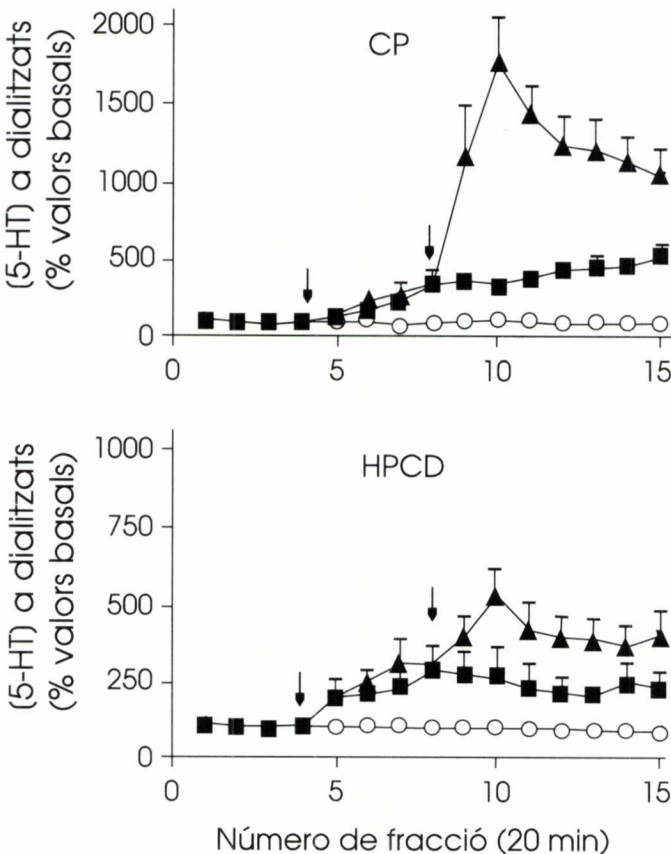 2000
1500
1000
500
0
CP
(5-HT) a dialitzats
(% valors basals)
0
5
10
15
1000
750
500
250
0
HPCD
(5-HT) a dialitzats
(% valors basals)
0
5
10
15
Número de fracció (20 min)